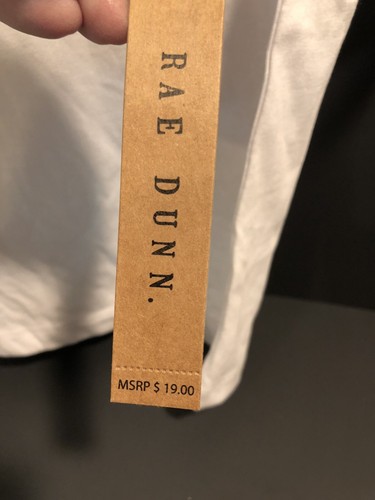 RAE DUNN.
MSRP $ 19.00